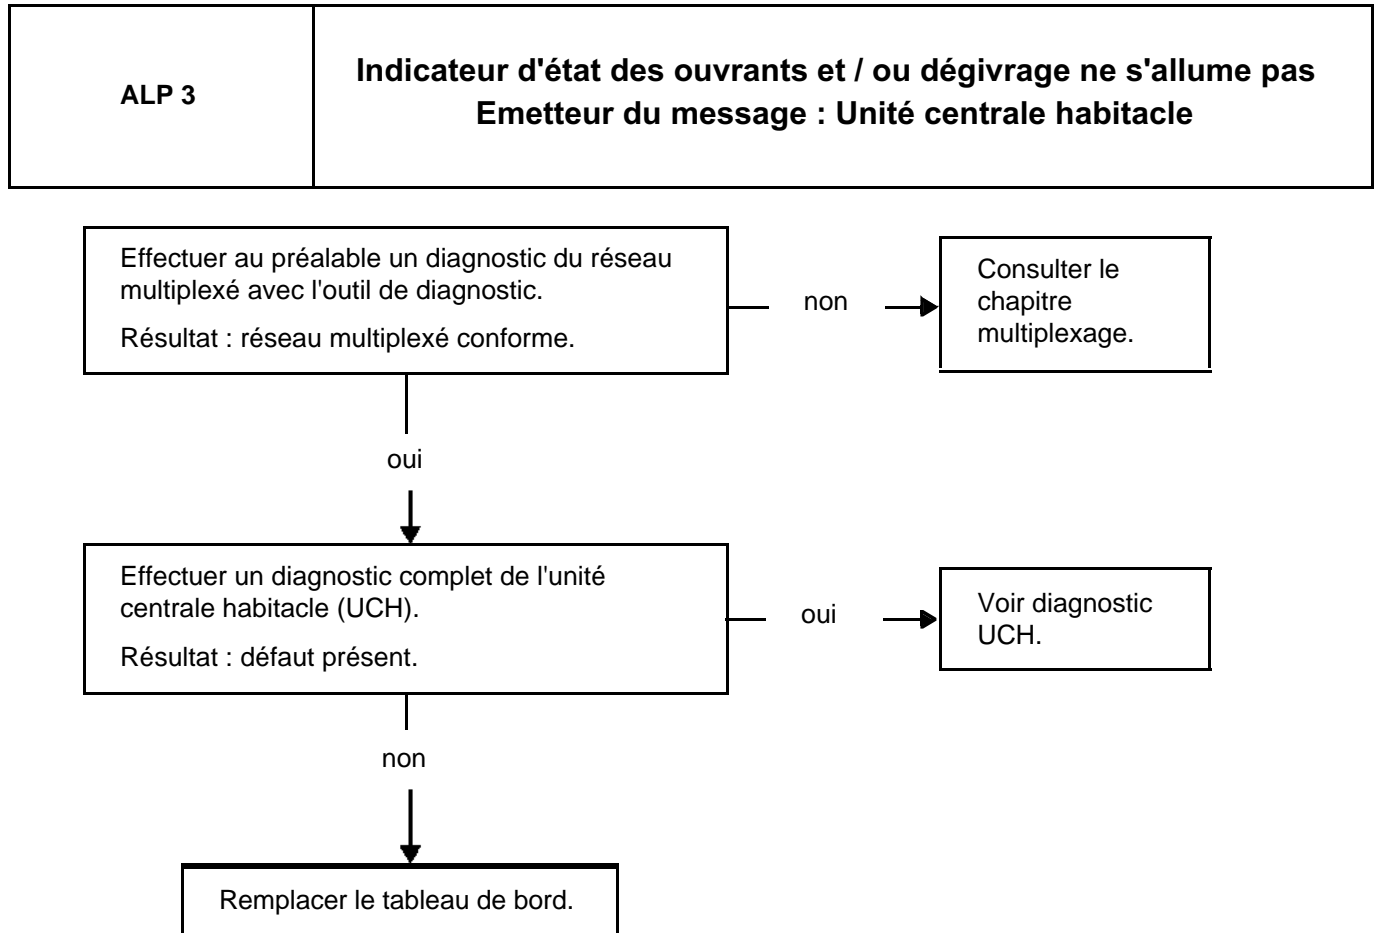 ALP 3
Indicateur d'état des ouvrants et / ou dégivrage ne s'allume pas
Emetteur du message : Unité centrale habitacle
Effectuer au préalable un diagnostic du réseau
multiplexé avec l'outil de diagnostic.
Résultat : réseau multiplexé conforme.
non
Consulter le
chapitre
multiplexage.
oui
Effectuer un diagnostic complet de l'unité
centrale habitacle (UCH).
Résultat : défaut présent.
oui
Voir diagnostic
UCH.
non
Remplacer le tableau de bord.